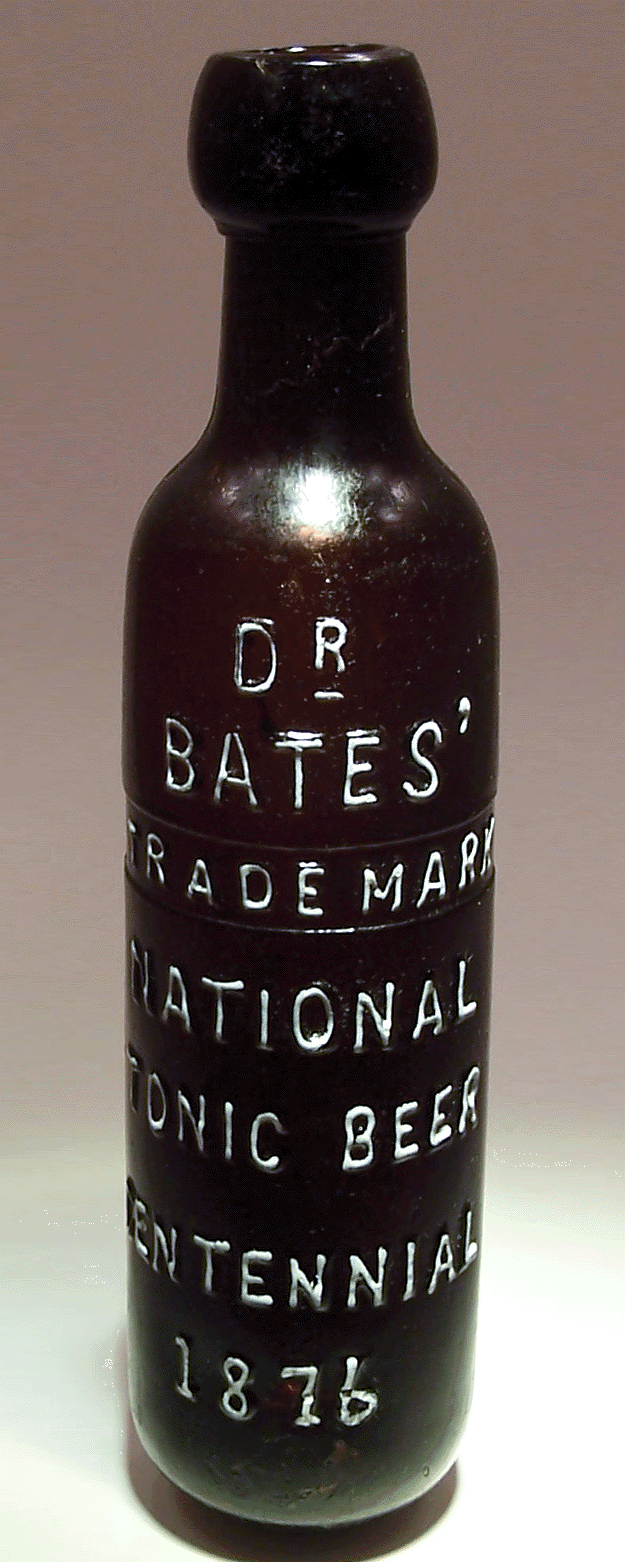 DR
BATES'
TRADE MARK
NATIONAL
TONIC BEER
CENTENNIAL
1876